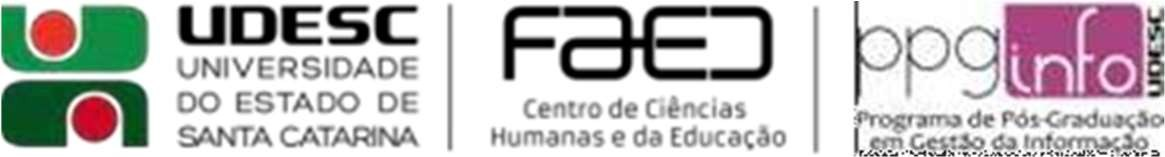 UDESC
UNIVERSIDADE
DO ESTADO DE
SANTA CATARINA
FAED
Centro de Ciências
Humanas e da Educação
ppginfo
UDESC
Programa de Pós-Graduação
em Gestão da Informação